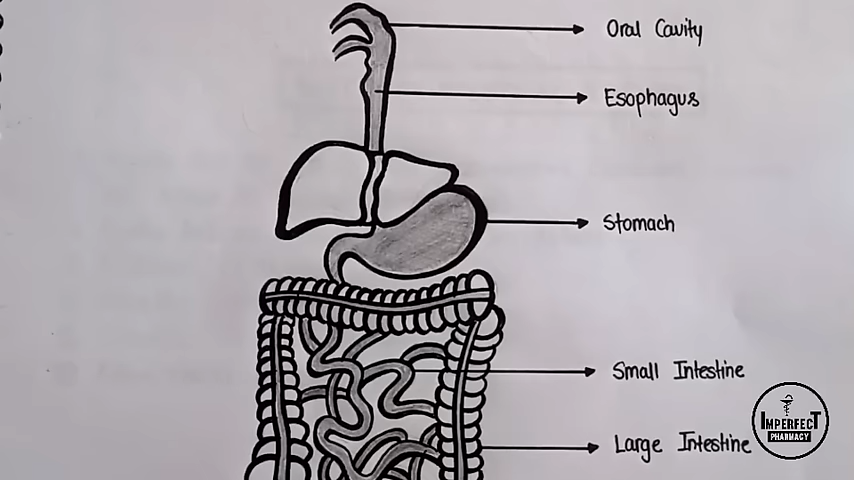 Oral Cavity
Esophagus
Stomach
Small Intestine
Large Intestine
IMPERFECT
PHARMACY